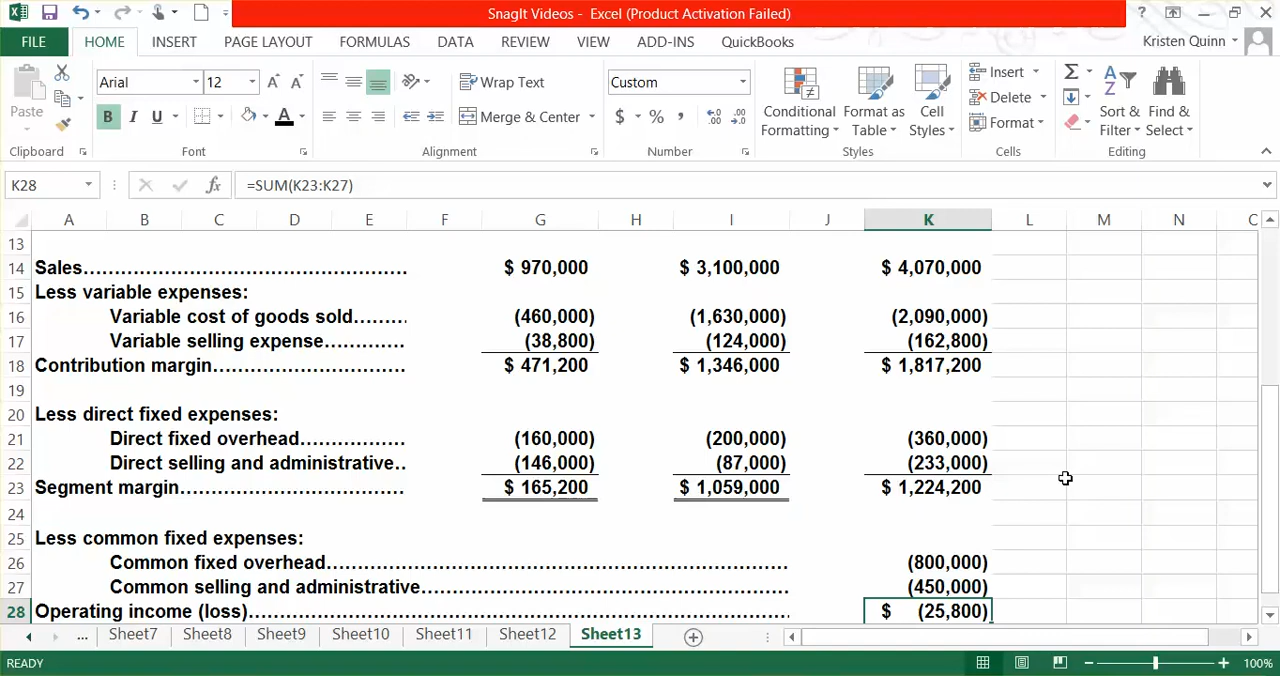 SnagIt Videos -  Excel (Product Activation Failed)
?
FILE HOME INSERT PAGE LAYOUT FORMULAS DATA REVIEW VIEW ADD-INS QuickBooks Kristen Quinn
Paste Arial 12 Wrap Text Custom Insert
B I U A Merge & Center $ % , Conditional Format as Cell Delete Sort & Find &
Formatting Table Styles Format Filter Select
Clipboard Font Alignment Number Styles Cells Editing
K28 fx =SUM(K23:K27)
A B C D E F G H I J K L M N
13
14 Sales.......................................................... $ 970,000 $ 3,100,000 $ 4,070,000
15 Less variable expenses:
16 Variable cost of goods sold........ (460,000) (1,630,000) (2,090,000)
17 Variable selling expense............. (38,800) (124,000) (162,800)
18 Contribution margin............................... $ 471,200 $ 1,346,000 $ 1,817,200
19
20 Less direct fixed expenses:
21 Direct fixed overhead.................. (160,000) (200,000) (360,000)
22 Direct selling and administrative.. (146,000) (87,000) (233,000)
23 Segment margin.................................... $ 165,200 $ 1,059,000 $ 1,224,200
24
25 Less common fixed expenses:
26 Common fixed overhead................................................................ (800,000)
27 Common selling and administrative.................................................... (450,000)
28 Operating income (loss)........................................................................... $ (25,800)
... Sheet7 Sheet8 Sheet9 Sheet10 Sheet11 Sheet12 Sheet13
READY 100%